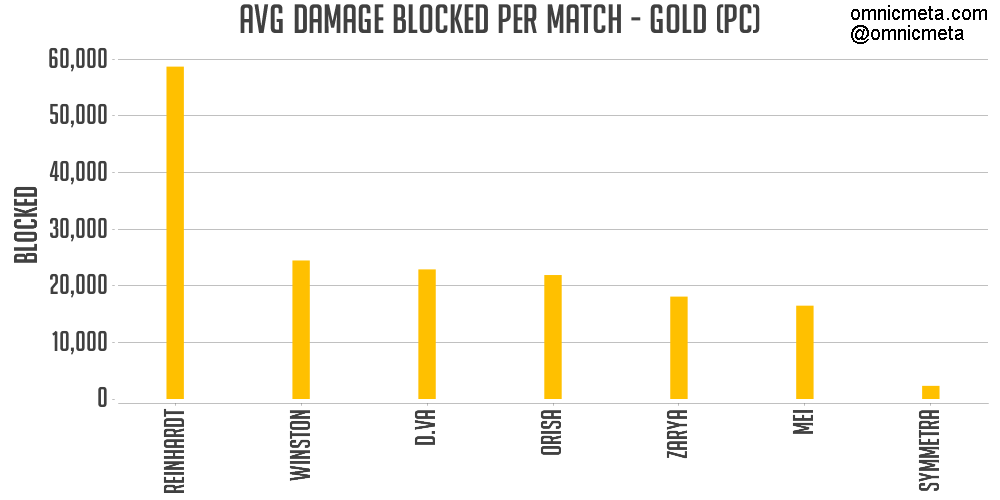 AVG DAMAGE BLOCKED PER MATCH - GOLD (PC)
omnicmeta.com
@omnicmeta
60,000
50,000
40,000
30,000
20,000
10,000
0
BLOCKED
REINHARDT
WINSTON
D.VA
ORISA
ZARYA
MEI
SYMMETRA